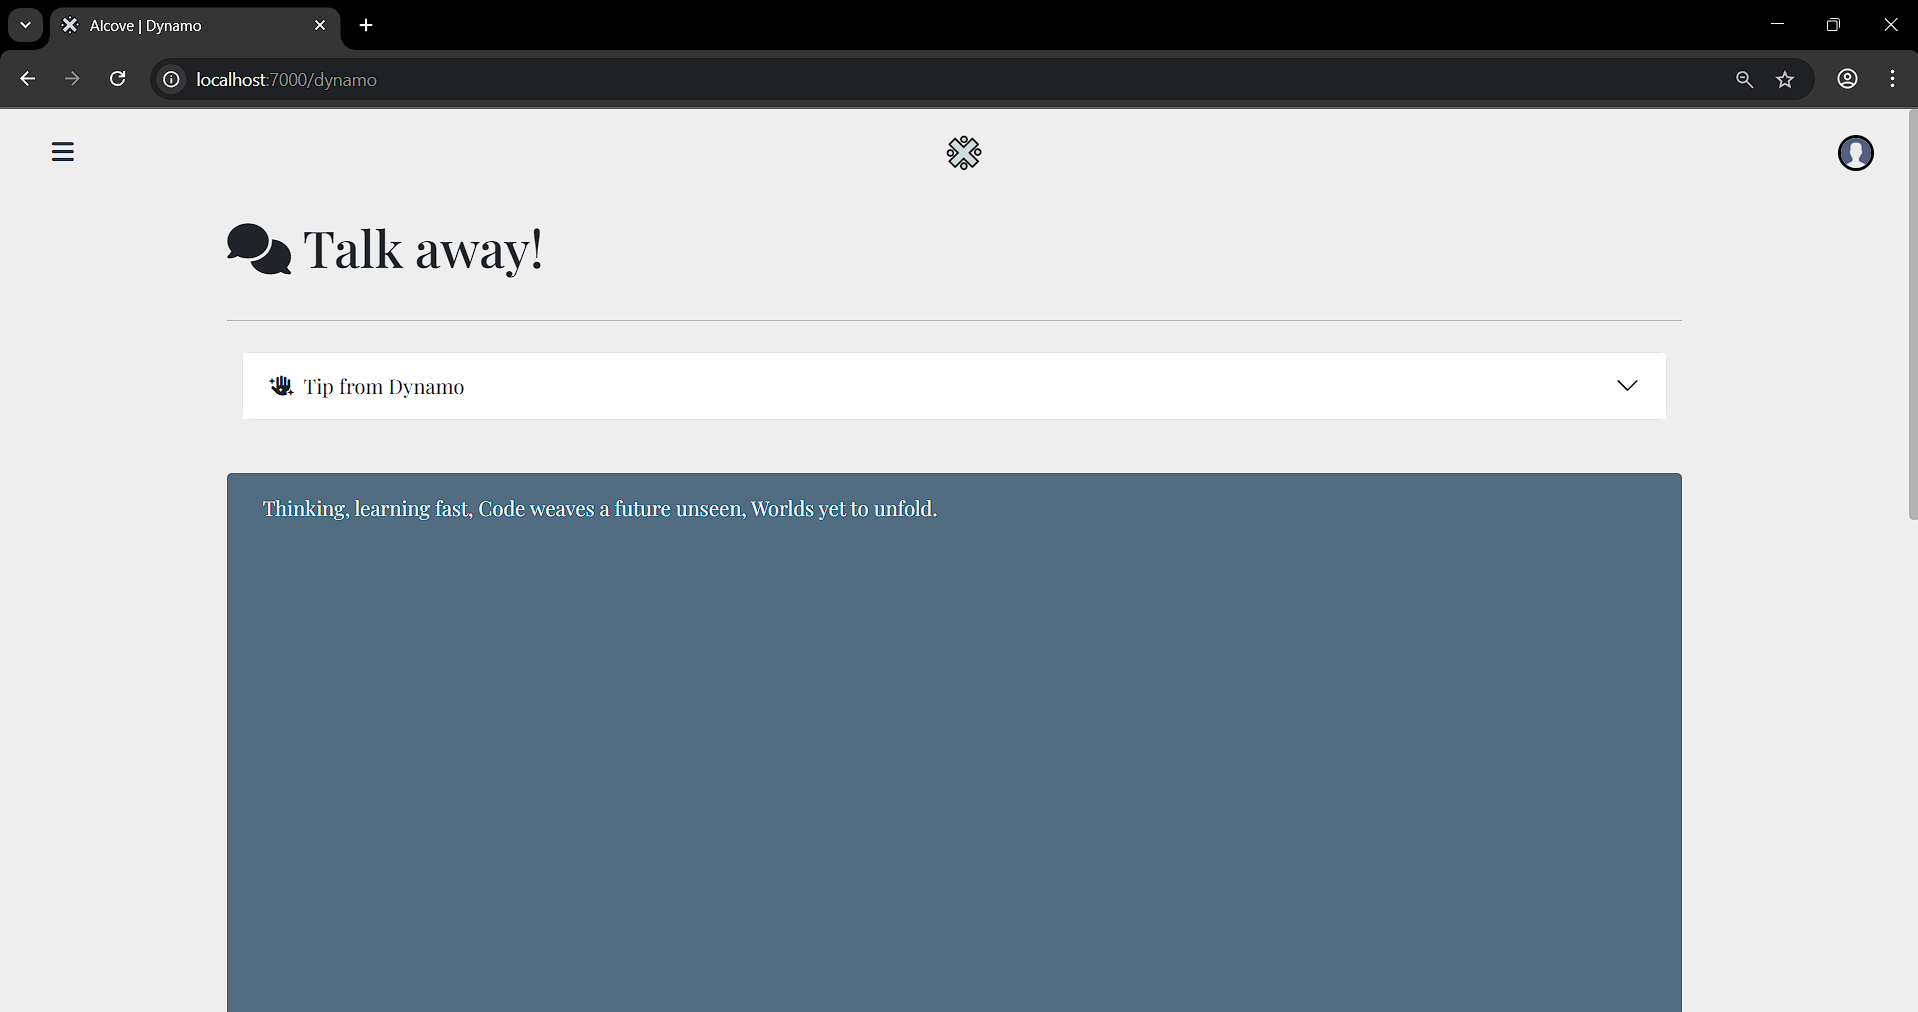 Alcove | Dynamo
localhost:7000/dynamo
Talk away!
Tip from Dynamo
Thinking, learning fast, Code weaves a future unseen, Worlds yet to unfold.